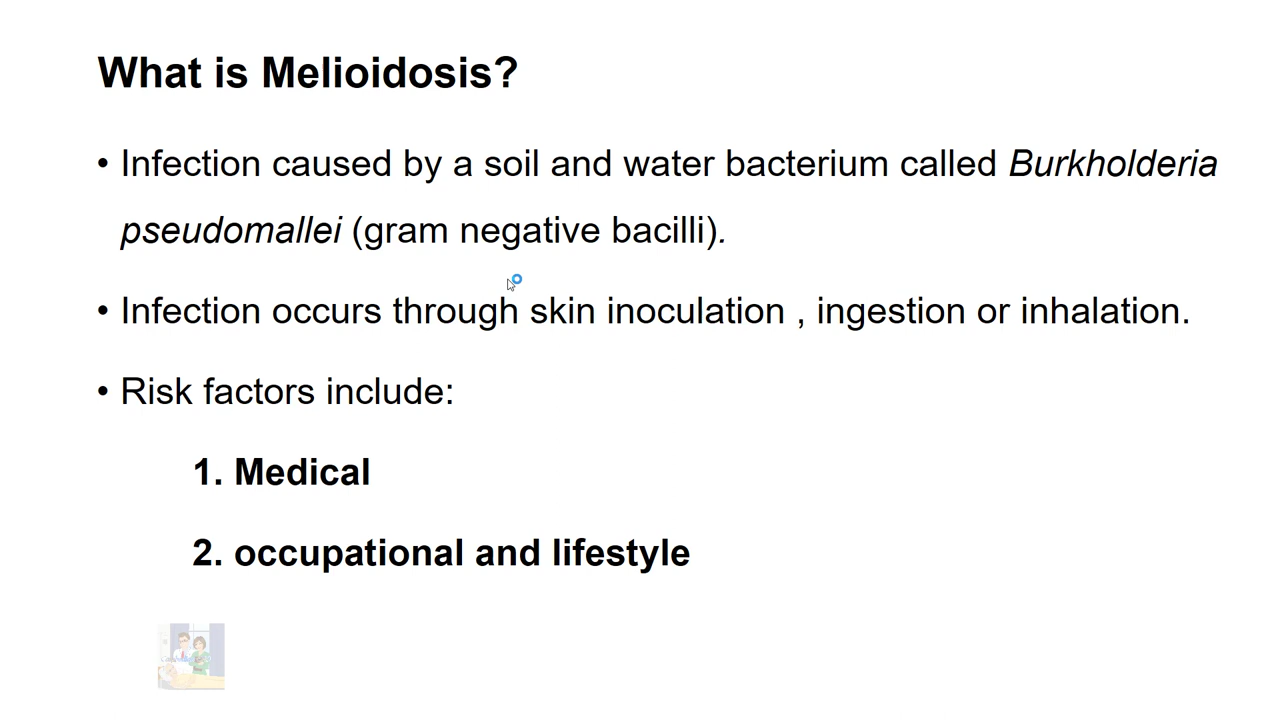 What is Melioidosis?
• Infection caused by a soil and water bacterium called Burkholderia
pseudomallei (gram negative bacilli).
• Infection occurs through skin inoculation , ingestion or inhalation.
• Risk factors include:
1. Medical
2. occupational and lifestyle